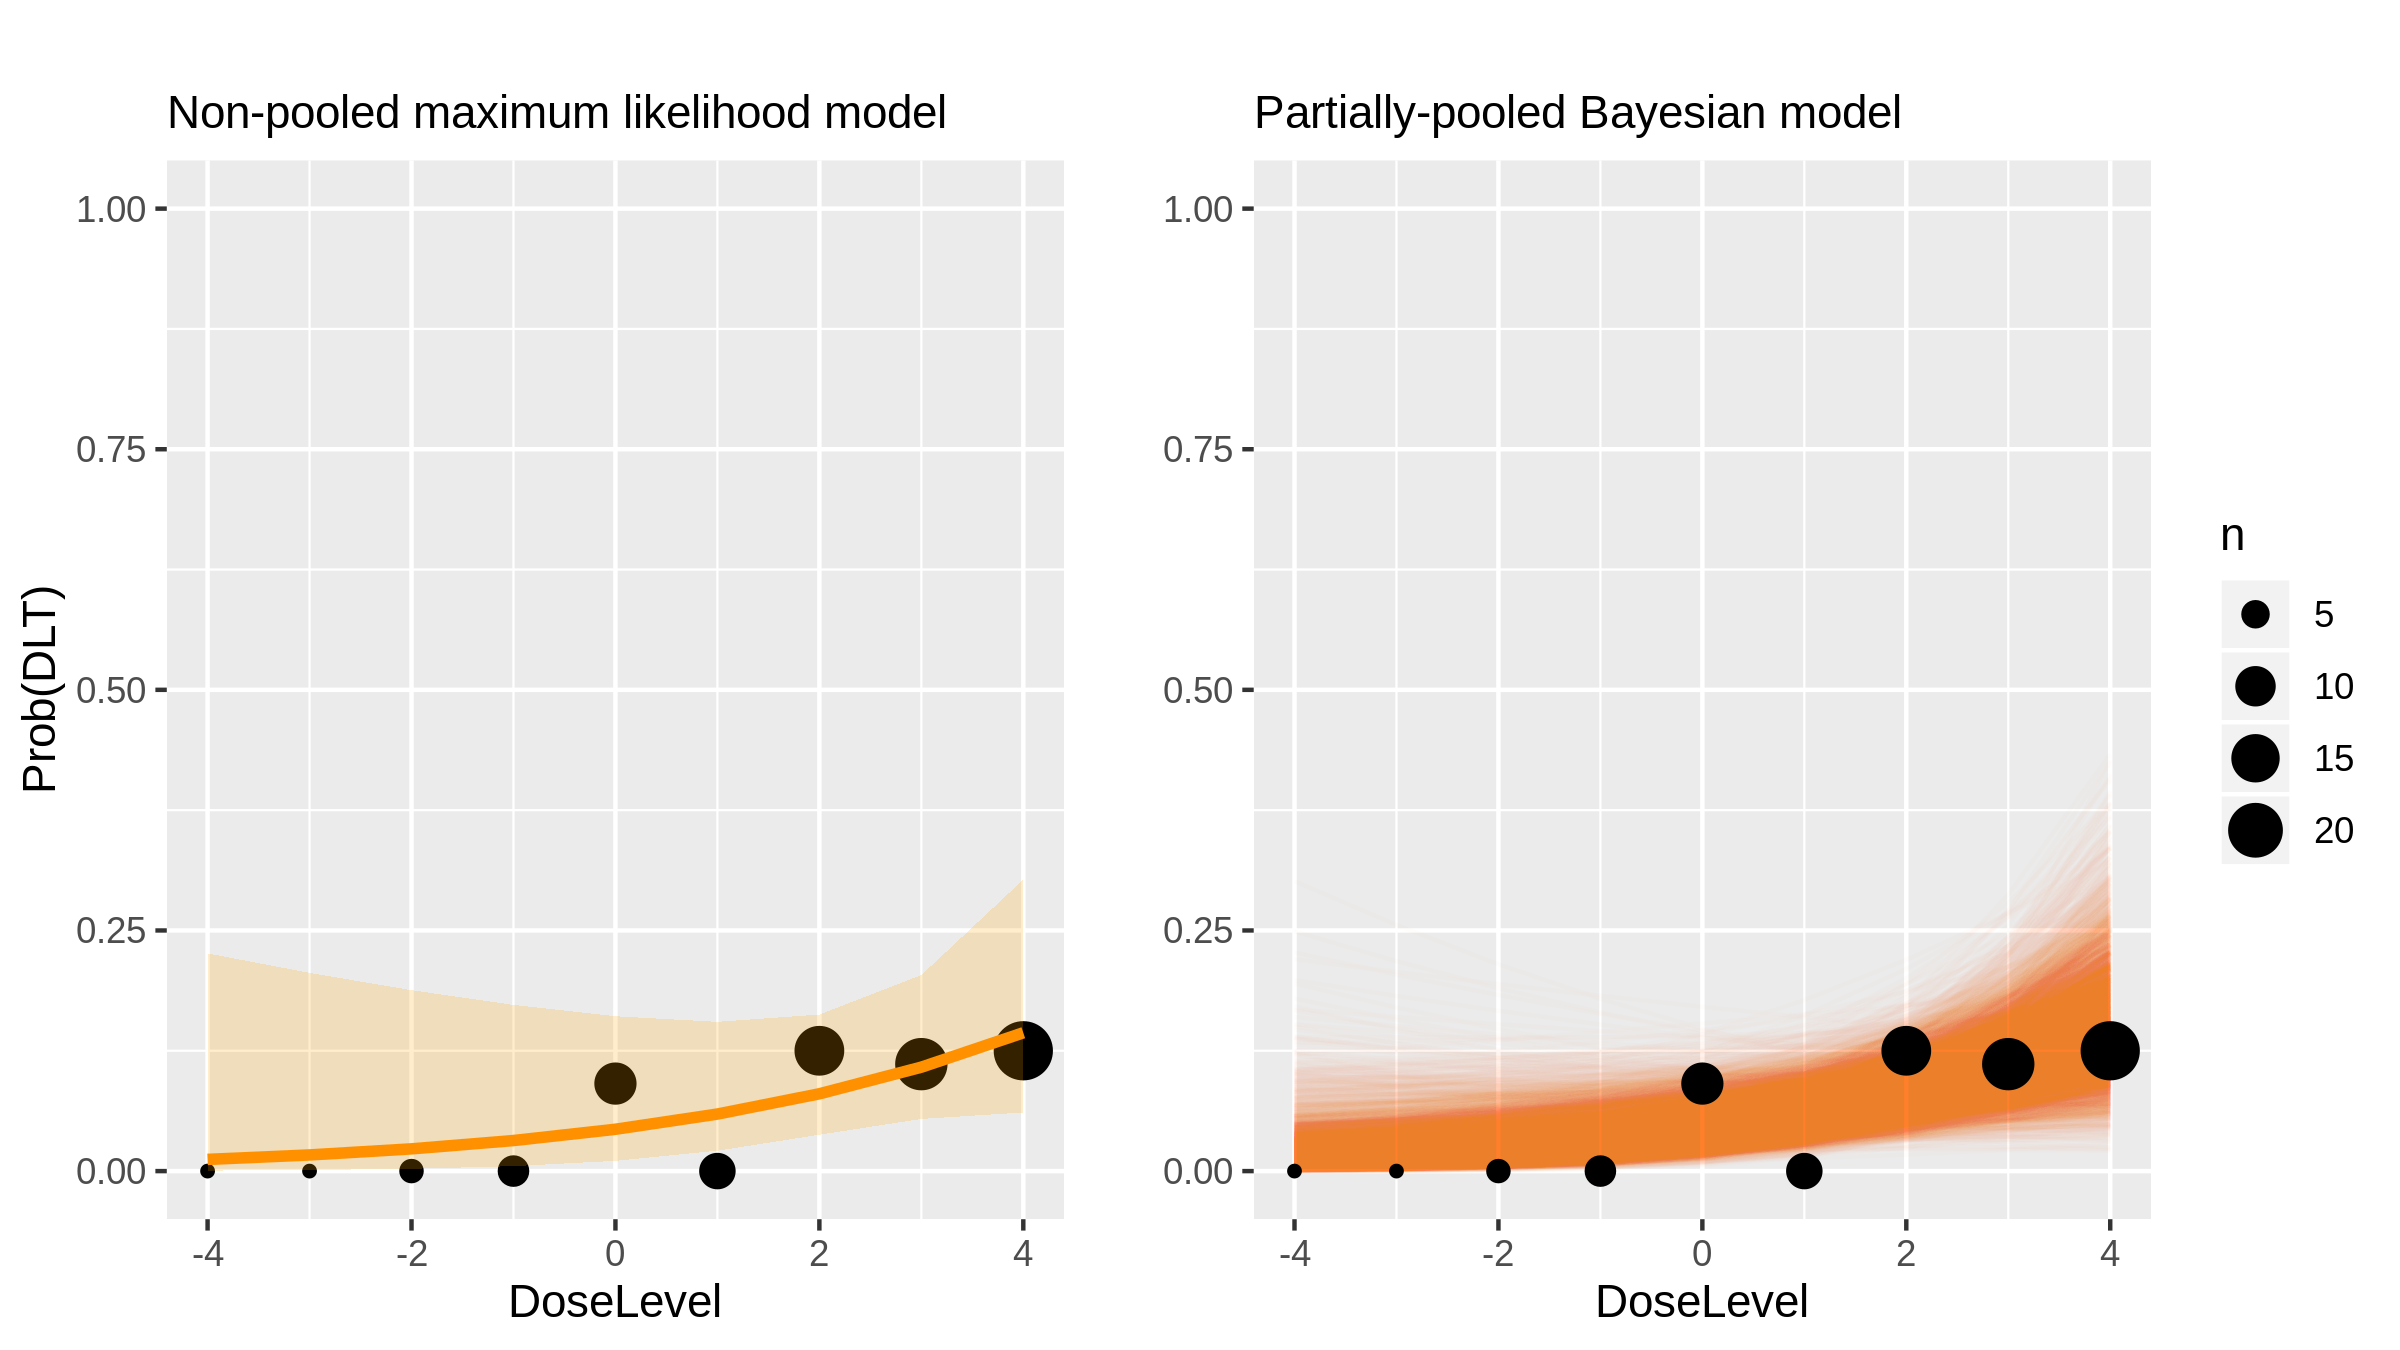 Non-pooled maximum likelihood model
Prob(DLT)
1.00
0.75
0.50
0.25
0.00
-4 -2 0 2 4
DoseLevel
Partially-pooled Bayesian model
1.00
0.75
0.50
0.25
0.00
-4 -2 0 2 4
DoseLevel
n
5
10
15
20